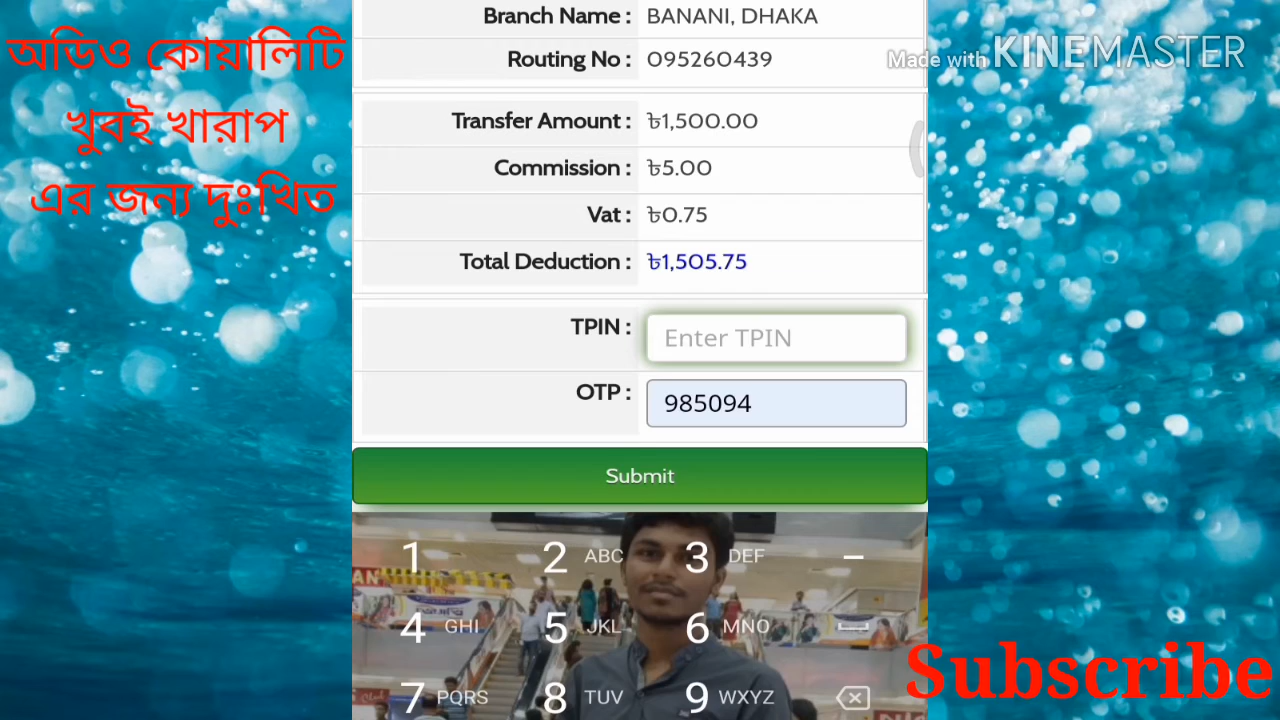 অডিও কোয়ালিটি
খুবই খারাপ
এর জন্য দুঃখিত
Made with KINEMASTER
Branch Name : BANANI, DHAKA
Routing No : 095260439
Transfer Amount : ৳1,500.00
Commission : ৳5.00
Vat : ৳0.75
Total Deduction : ৳1,505.75
TPIN : Enter TPIN
OTP : 985094
Submit
1 2 ABC 3 DEF –
4 GHI 5 JKL 6 MNO
7 PQRS 8 TUV 9 WXYZ
Subscribe